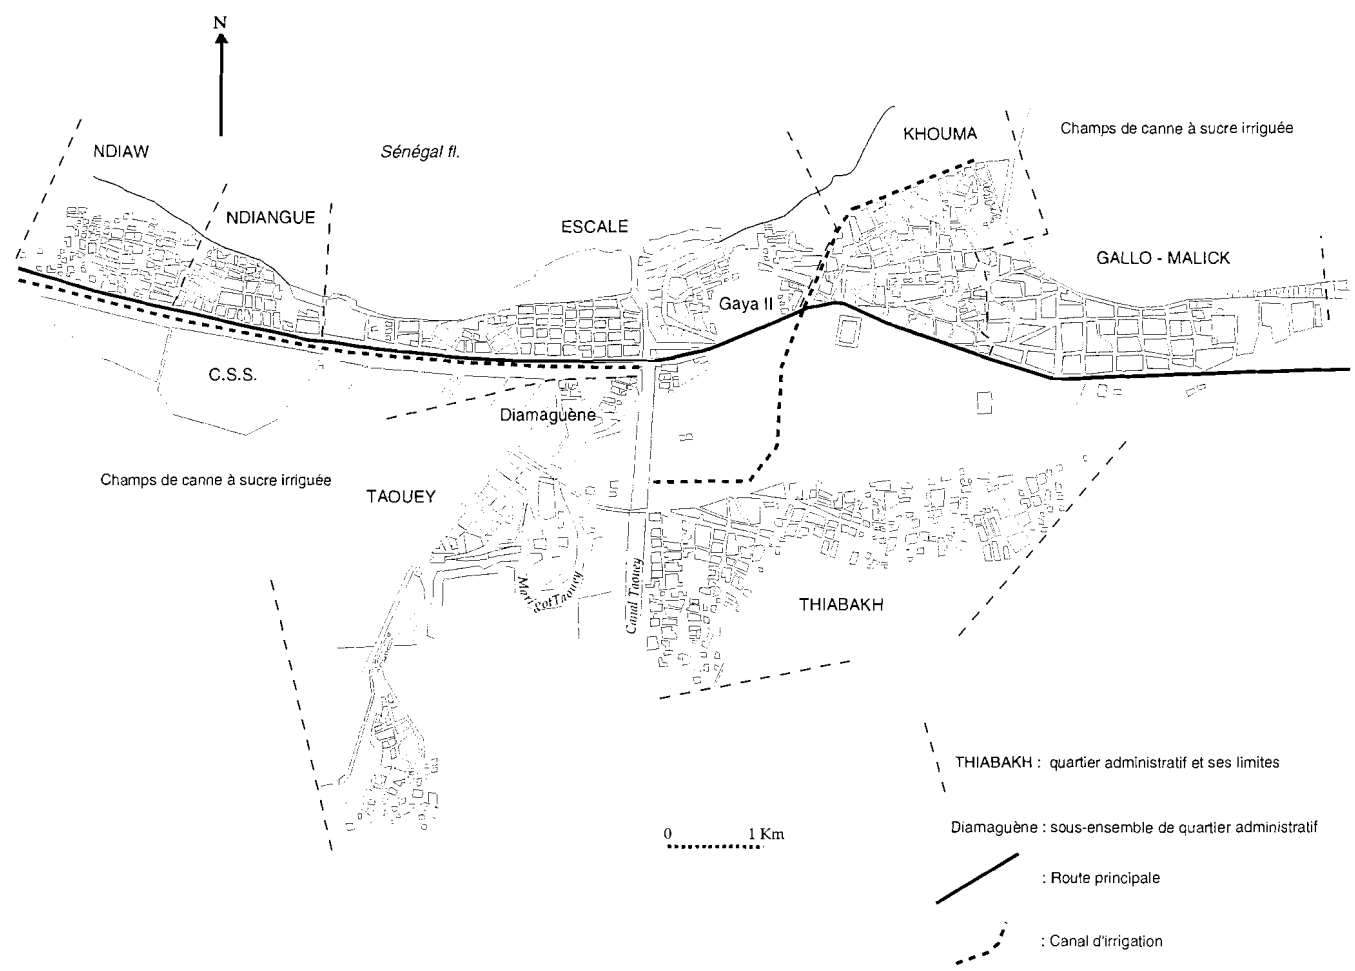 N
NDIAW
Sénégal fl.
KHOUMA
Champs de canne à sucre irriguée
NDIANGUE
ESCALE
GALLO - MALICK
Gaya II
C.S.S.
Diamaguène
Champs de canne à sucre irriguée
TAOUEY
Marigot Taouey
Canal Taouey
THIABAKH
THIABAKH : quartier administratif et ses limites
Diamaguène : sous-ensemble de quartier administratif
0 1 Km
: Route principale
: Canal d'irrigation